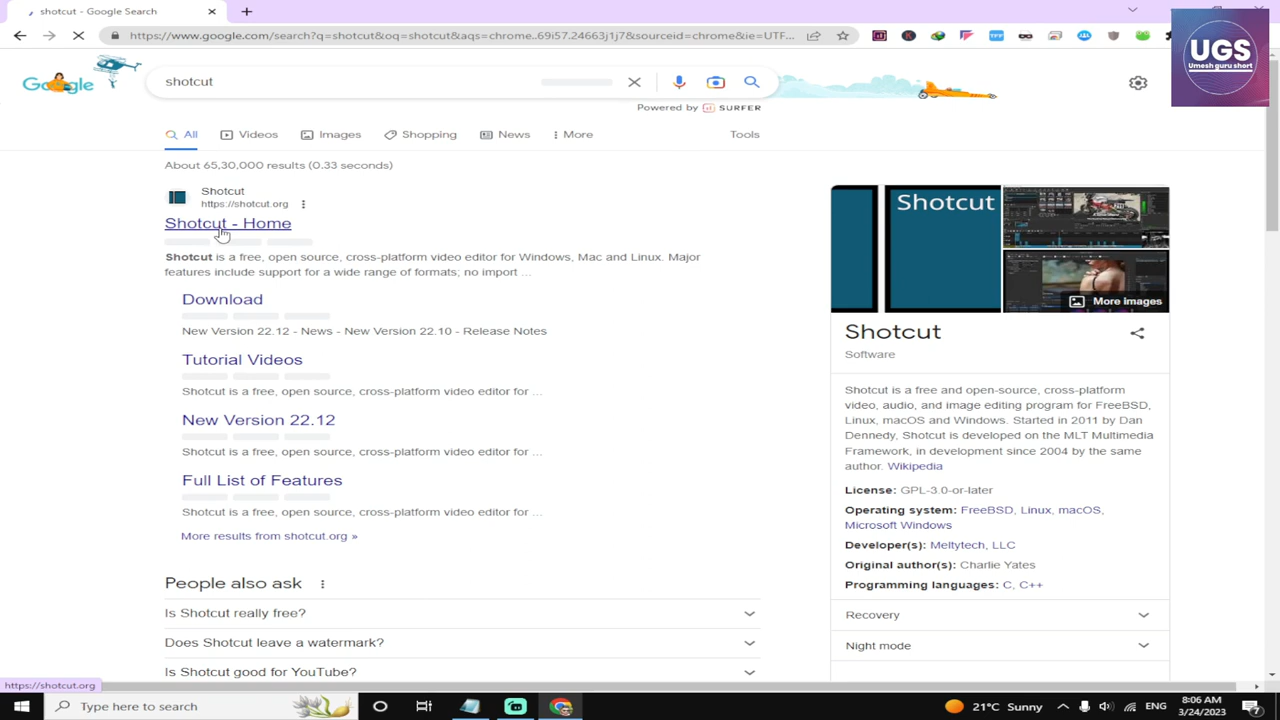 shotcut - Google Search
https://www.google.com/search?q=shotcut&oq=shotcut&aqs=chrome..69i57.24663j1j7&sourceid=chrome&ie=UTF...
UGS
Umesh guru short
Google
shotcut
Powered by SURFER
All
Videos
Images
Shopping
News
More
Tools
About 65,30,000 results (0.33 seconds)
Shotcut
https://shotcut.org
Shotcut - Home
Shotcut is a free, open source, cross-platform video editor for Windows, Mac and Linux. Major
features include support for a wide range of formats; no import ...
Download
New Version 22.12 - News - New Version 22.10 - Release Notes
Tutorial Videos
Shotcut is a free, open source, cross-platform video editor for ...
New Version 22.12
Shotcut is a free, open source, cross-platform video editor for ...
Full List of Features
Shotcut is a free, open source, cross-platform video editor for ...
More results from shotcut.org »
People also ask
Is Shotcut really free?
Does Shotcut leave a watermark?
Is Shotcut good for YouTube?
Shotcut
More images
Shotcut
Software
Shotcut is a free and open-source, cross-platform
video, audio, and image editing program for FreeBSD,
Linux, macOS and Windows. Started in 2011 by Dan
Dennedy, Shotcut is developed on the MLT Multimedia
Framework, in development since 2004 by the same
author. Wikipedia
License: GPL-3.0-or-later
Operating system: FreeBSD, Linux, macOS,
Microsoft Windows
Developer(s): Meltytech, LLC
Original author(s): Charlie Yates
Programming languages: C, C++
Recovery
Night mode
https://shotcut.org
Type here to search
21°C Sunny
ENG
8:06 AM
3/24/2023
7